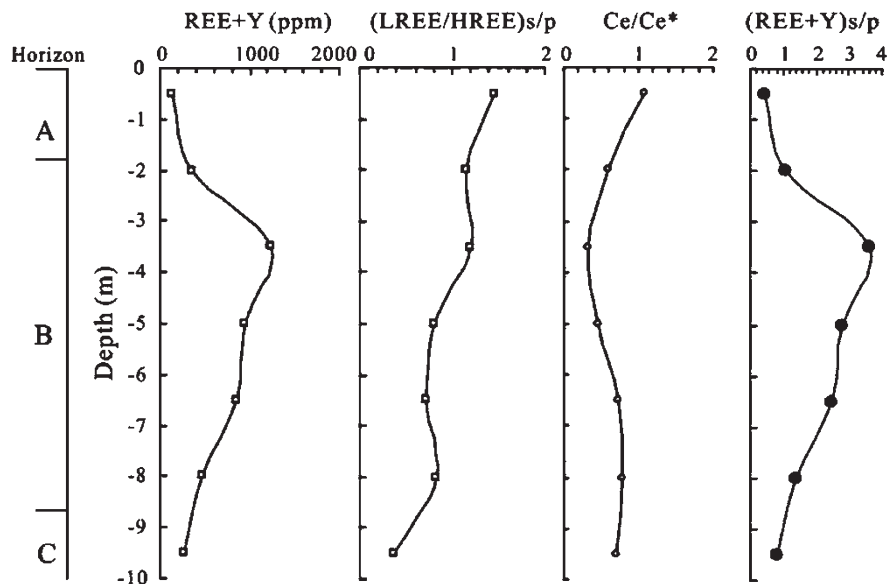 REE+Y (ppm) (LREE/HREE)s/p Ce/Ce* (REE+Y)s/p
Horizon 0 1000 2000 0 1 2 0 1 2 0 1 2 3 4
0
A -1
-2
-3
-4
B -5
Depth (m)
-6
-7
-8
-9
C
-10